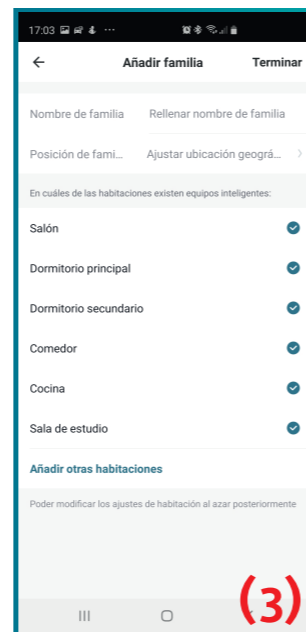 17:03
Añadir familia Terminar
Nombre de familia Rellenar nombre de familia
Posición de fami... Ajustar ubicación geográ...
En cuáles de las habitaciones existen equipos inteligentes:
Salón
Dormitorio principal
Dormitorio secundario
Comedor
Cocina
Sala de estudio
Añadir otras habitaciones
Poder modificar los ajustes de habitación al azar posteriormente
(3)